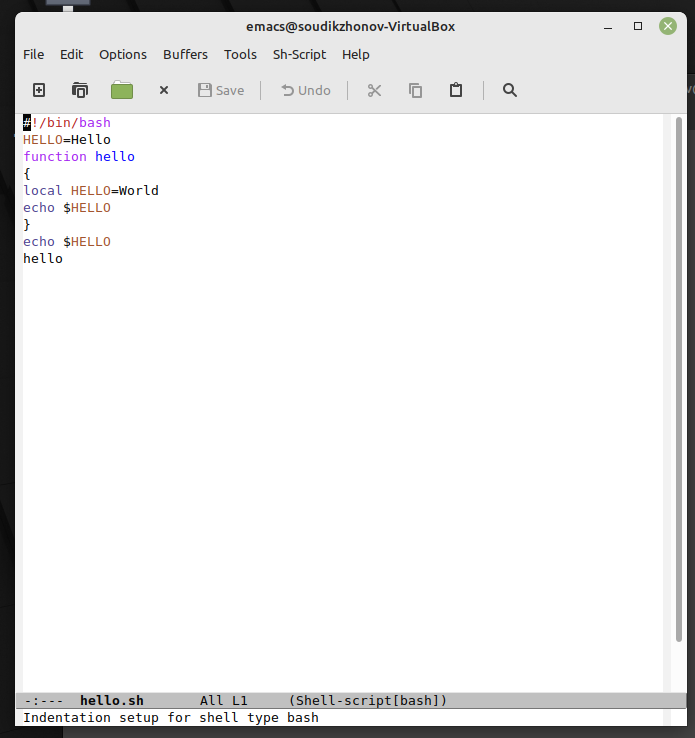 emacs@soudikzhonov-VirtualBox
File Edit Options Buffers Tools Sh-Script Help
Save Undo
#!/bin/bash
HELLO=Hello
function hello
{
local HELLO=World
echo $HELLO
}
echo $HELLO
hello
-:--- hello.sh All L1 (Shell-script[bash])
Indentation setup for shell type bash